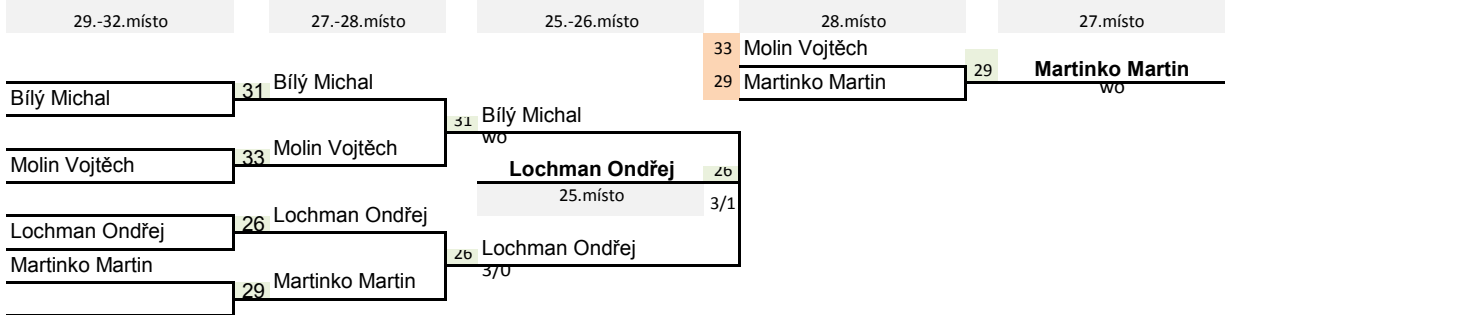 29.-32.místo 27.-28.místo 25.-26.místo 28.místo 27.místo
33 Molin Vojtěch
29 Martinko Martin 29 Martinko Martin
wo
Bílý Michal 31 Bílý Michal
31 Bílý Michal
wo
Molin Vojtěch 33 Molin Vojtěch
Lochman Ondřej 26
25.místo 3/1
Lochman Ondřej 26 Lochman Ondřej
26 Lochman Ondřej
3/0
Martinko Martin
29 Martinko Martin